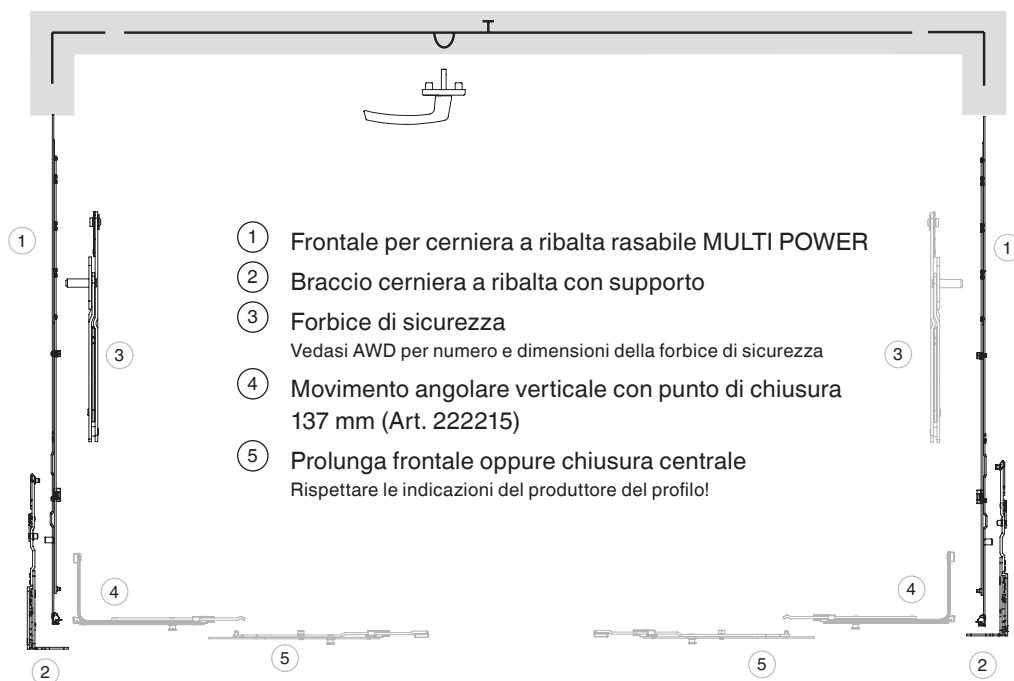 1 Frontale per cerniera a ribalta rasabile MULTI POWER
2 Braccio cerniera a ribalta con supporto
3 Forbice di sicurezza
Vedasi AWD per numero e dimensioni della forbice di sicurezza
4 Movimento angolare verticale con punto di chiusura
137 mm (Art. 222215)
5 Prolunga frontale oppure chiusura centrale
Rispettare le indicazioni del produttore del profilo!
1
1
3
3
4
4
5
5
2
2